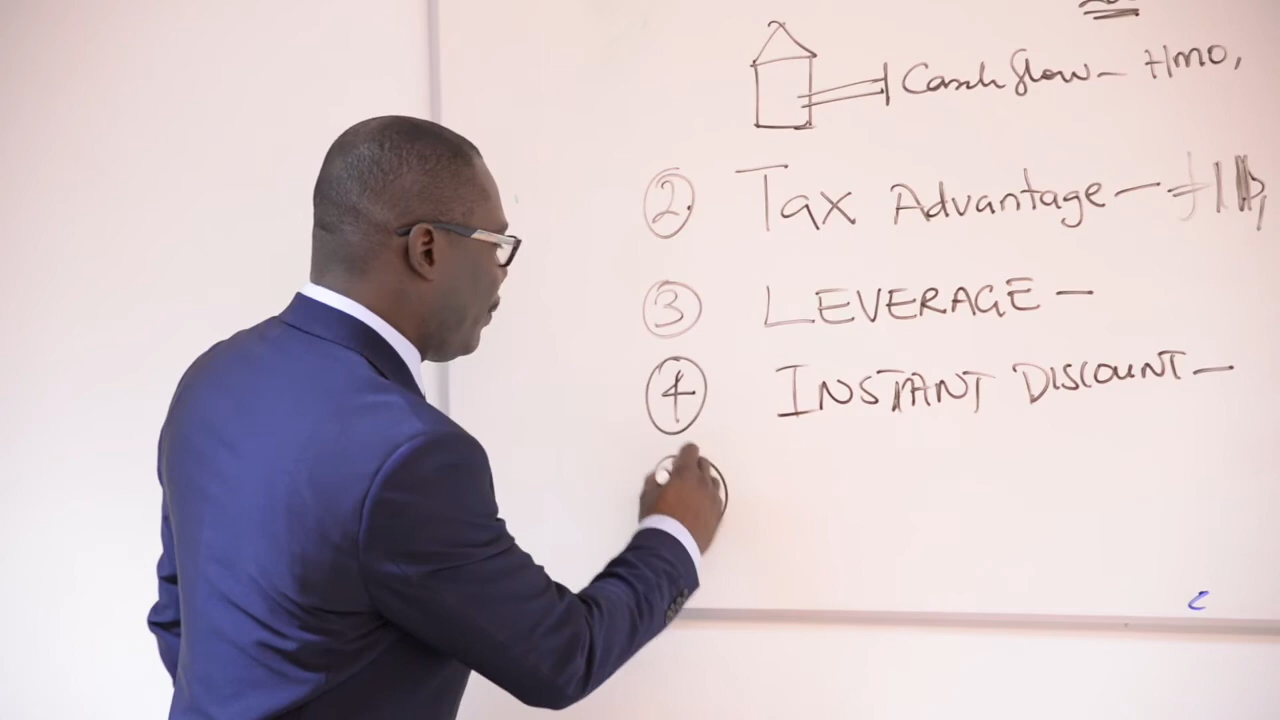 Cash flow - HMO,
2. Tax Advantage -
3 LEVERAGE -
4 INSTANT DISCOUNT -